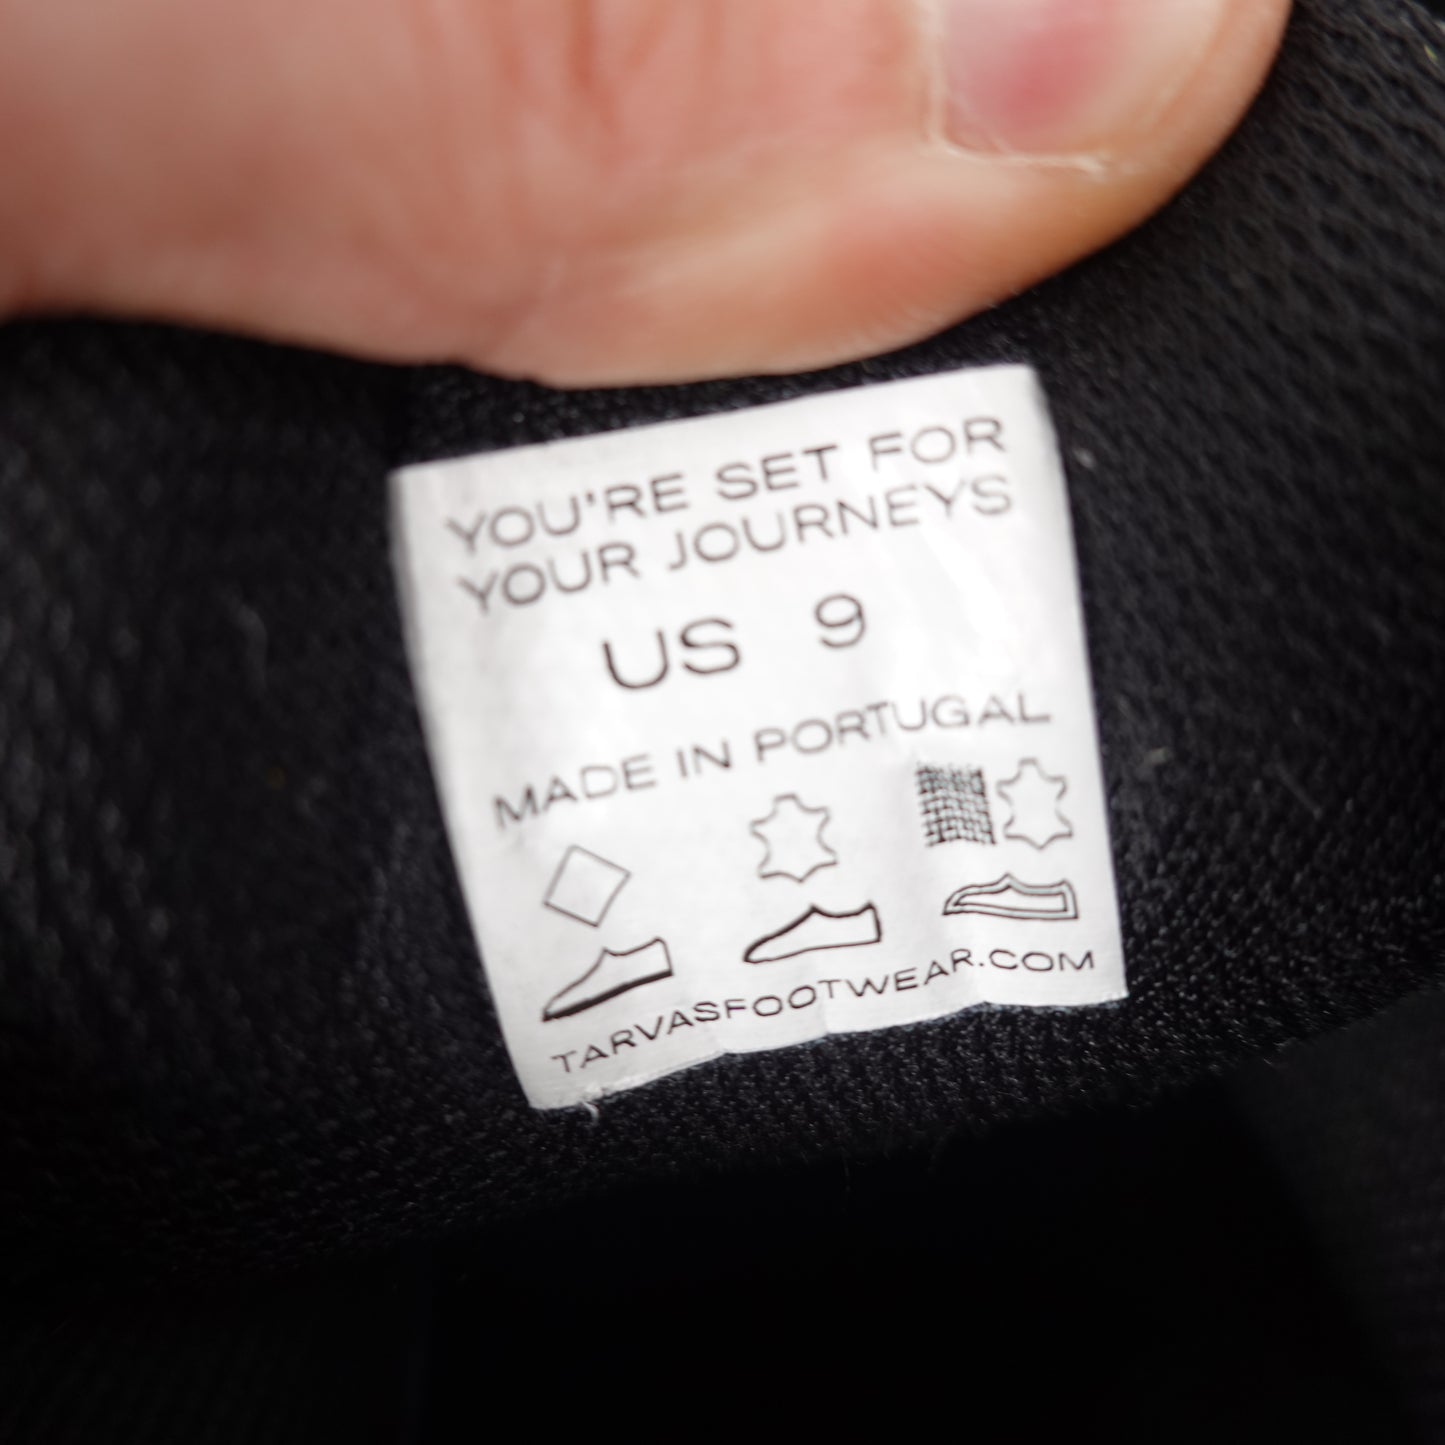 YOU'RE SET FOR
YOUR JOURNEYS
US 9
MADE IN PORTUGAL
TARVASFOOTWEAR.COM